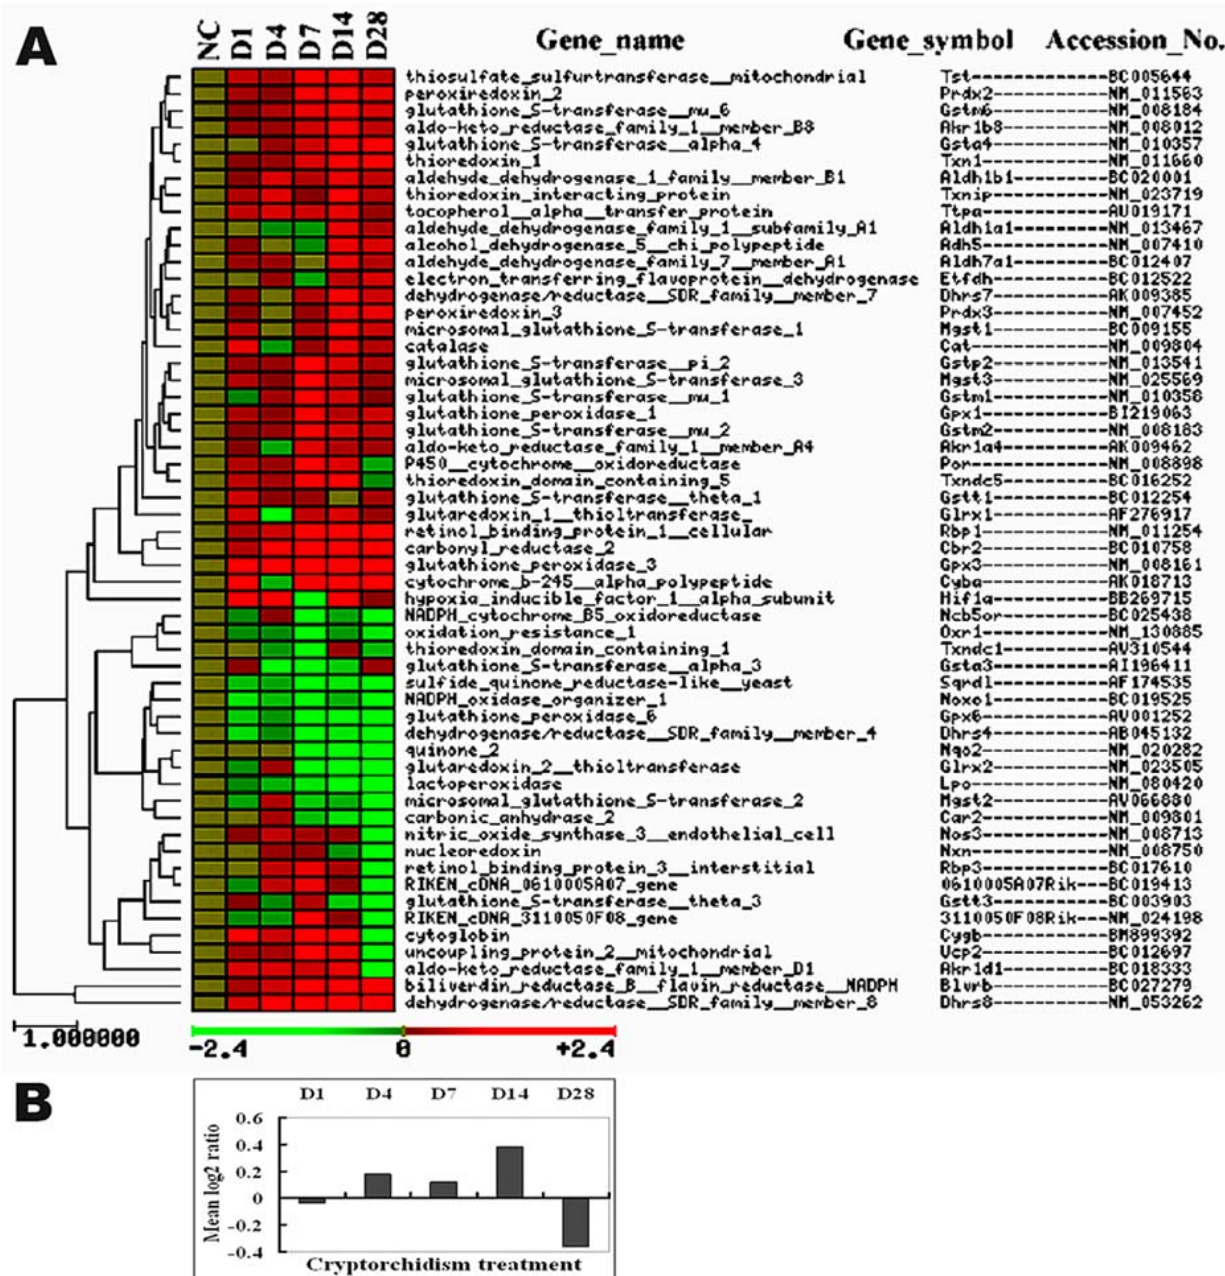 A
NC D1 D4 D7 D14 D28 Gene_name Gene_symbol Accession_No.
thiosulfate_sulfurtransferase__mitochondrial Tst--------------BC005644
peroxiredoxin_2 Prdx2------------NM_011563
glutathione_S-transferase__mu_6 Gstm6------------NM_008184
aldo-keto_reductase_family_1__member_B8 Akr1b8-----------NM_008012
glutathione_S-transferase__alpha_4 Gsta4------------NM_010357
thioredoxin_1 Txn1-------------NM_011660
aldehyde_dehydrogenase_1_family__member_B1 Aldh1b1----------BC020001
thioredoxin_interacting_protein Txnip------------NM_023719
tocopherol__alpha__transfer_protein Ttpa-------------AU019171
aldehyde_dehydrogenase_family_1__subfamily_A1 Aldh1a1----------NM_013467
alcohol_dehydrogenase_5__chi_polypeptide Adh5-------------NM_007410
aldehyde_dehydrogenase_family_7__member_A1 Aldh7a1----------BC012407
electron_transferring_flavoprotein__dehydrogenase Etfdh------------BC012522
dehydrogenase/reductase__SDR_family__member_7 Dhrs7------------AK009385
peroxiredoxin_3 Prdx3------------NM_007452
microsomal_glutathione_S-transferase_1 Mgst1------------BC009155
catalase Cat--------------NM_009804
glutathione_S-transferase__pi_2 Gstp2------------NM_013541
microsomal_glutathione_S-transferase_3 Mgst3------------NM_025569
glutathione_S-transferase__mu_1 Gstm1------------NM_010358
glutathione_peroxidase_1 Gpx1-------------BI219063
glutathione_S-transferase__mu_2 Gstm2------------NM_008183
aldo-keto_reductase_family_1__member_A4 Akr1a4-----------AK009462
P450__cytochrome__oxidoreductase Por--------------NM_008898
thioredoxin_domain_containing_5 Txndc5-----------BC016252
glutathione_S-transferase__theta_1 Gstt1------------BC012254
glutaredoxin_1__thioltransferase_ Glrx1------------AF276917
retinol_binding_protein_1__cellular Rbp1-------------NM_011254
carbonyl_reductase_2 Cbr2-------------BC010758
glutathione_peroxidase_3 Gpx3-------------NM_008161
cytochrome_b-245__alpha_polypeptide Cyba-------------AK018713
hypoxia_inducible_factor_1__alpha_subunit Hif1a------------BB269715
NADPH_cytochrome_B5_oxidoreductase Ncb5or-----------BC025438
oxidation_resistance_1 Oxr1-------------NM_130885
thioredoxin_domain_containing_1 Txndc1-----------AV310544
glutathione_S-transferase__alpha_3 Gsta3------------AI196411
sulfide_quinone_reductase-like__yeast Sqrdl------------AF174535
NADPH_oxidase_organizer_1 Noxo1------------BC019525
glutathione_peroxidase_6 Gpx6-------------AV001252
dehydrogenase/reductase__SDR_family__member_4 Dhrs4------------AB045132
quinone_2 Nqo2-------------NM_020282
glutaredoxin_2__thioltransferase Glrx2------------NM_023505
lactoperoxidase Lpo--------------NM_080420
microsomal_glutathione_S-transferase_2 Mgst2------------AV066880
carbonic_anhydrase_2 Car2-------------NM_009801
nitric_oxide_synthase_3__endothelial_cell Nos3-------------NM_008713
nucleoredoxin Nxn--------------NM_008750
retinol_binding_protein_3__interstitial Rbp3-------------BC017610
RIKEN_cDNA_0610005A07_gene 0610005A07Rik----BC019413
glutathione_S-transferase__theta_3 Gstt3------------BC003903
RIKEN_cDNA_3110050F08_gene 3110050F08Rik----NM_024198
cytoglobin Cygb-------------BM899392
uncoupling_protein_2__mitochondrial Ucp2-------------BC012697
aldo-keto_reductase_family_1__member_D1 Akr1d1-----------BC018333
biliverdin_reductase_B__flavin_reductase__NADPH Blvrb------------BC027279
dehydrogenase/reductase__SDR_family__member_8 Dhrs8------------NM_053262
1.000000 -2.4 0 +2.4
B
D1 D4 D7 D14 D28
Mean log2 ratio
0.6
0.4
0.2
0
-0.2
-0.4
Cryptorchidism treatment